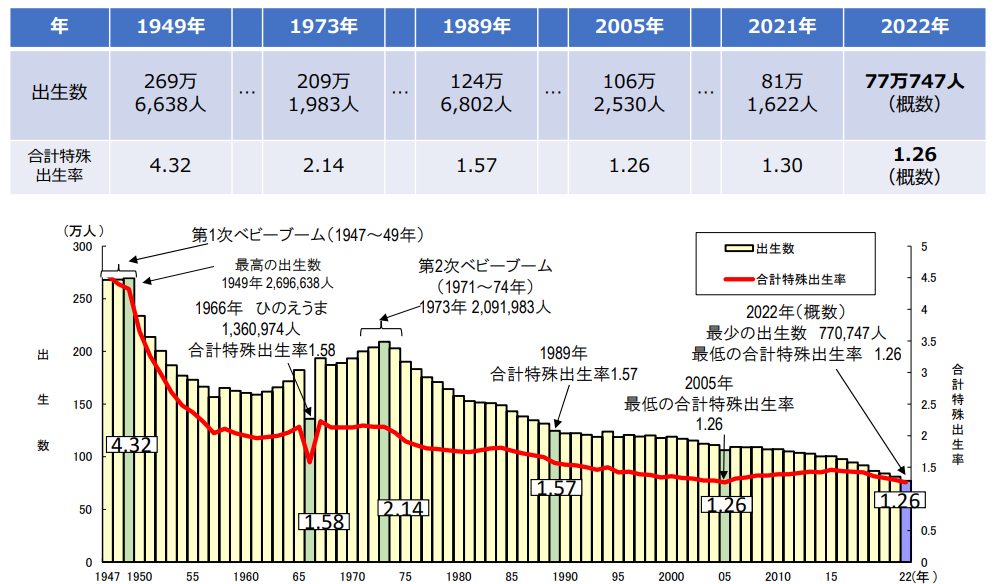 年 1949年 1973年 1989年 2005年 2021年 2022年
出生数 269万6,638人 … 209万1,983人 … 124万6,802人 … 106万2,530人 … 81万1,622人 77万747人(概数)
合計特殊出生率 4.32 2.14 1.57 1.26 1.30 1.26(概数)
(万人)
第1次ベビーブーム(1947~49年)
最高の出生数
1949年 2,696,638人
1966年 ひのえうま
1,360,974人
合計特殊出生率1.58
第2次ベビーブーム
(1971~74年)
1973年 2,091,983人
1989年
合計特殊出生率1.57
出生数
合計特殊出生率
2022年(概数)
最少の出生数 770,747人
最低の合計特殊出生率 1.26
2005年
最低の合計特殊出生率
1.26
4.32
1.58
2.14
1.57
1.26
1.26
出生数
300
250
200
150
100
50
0
合計特殊出生率
5
4.5
4
3.5
3
2.5
2
1.5
1
0.5
0
1947 1950 55 1960 65 1970 75 1980 85 1990 95 2000 05 2010 15 22(年)